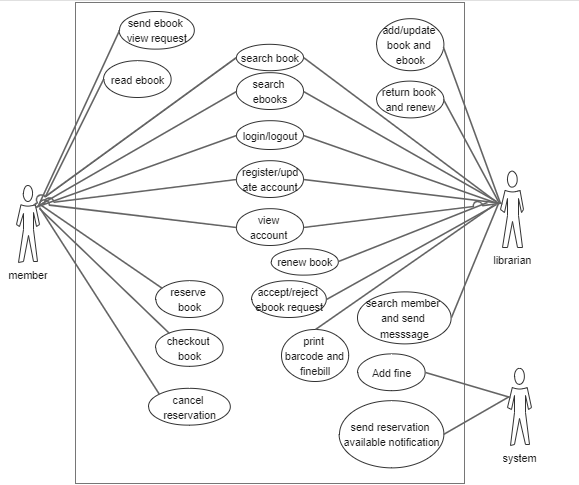 send ebook
view request
read ebook
search book
search
ebooks
login/logout
register/upd
ate account
view
account
add/update
book and
ebook
return book
and renew
member
librarian
renew book
accept/reject
ebook request
print
barcode and
finebill
search member
and send
messsage
reserve
book
checkout
book
cancel
reservation
Add fine
send reservation
available notification
system